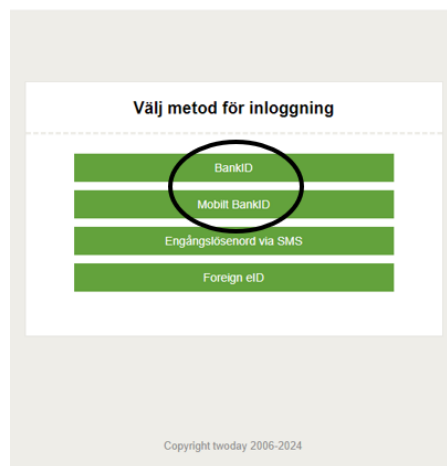 Välj metod för inloggning
BankID
Mobilt BankID
Engångslösenord via SMS
Foreign eID
Copyright twoday 2006-2024